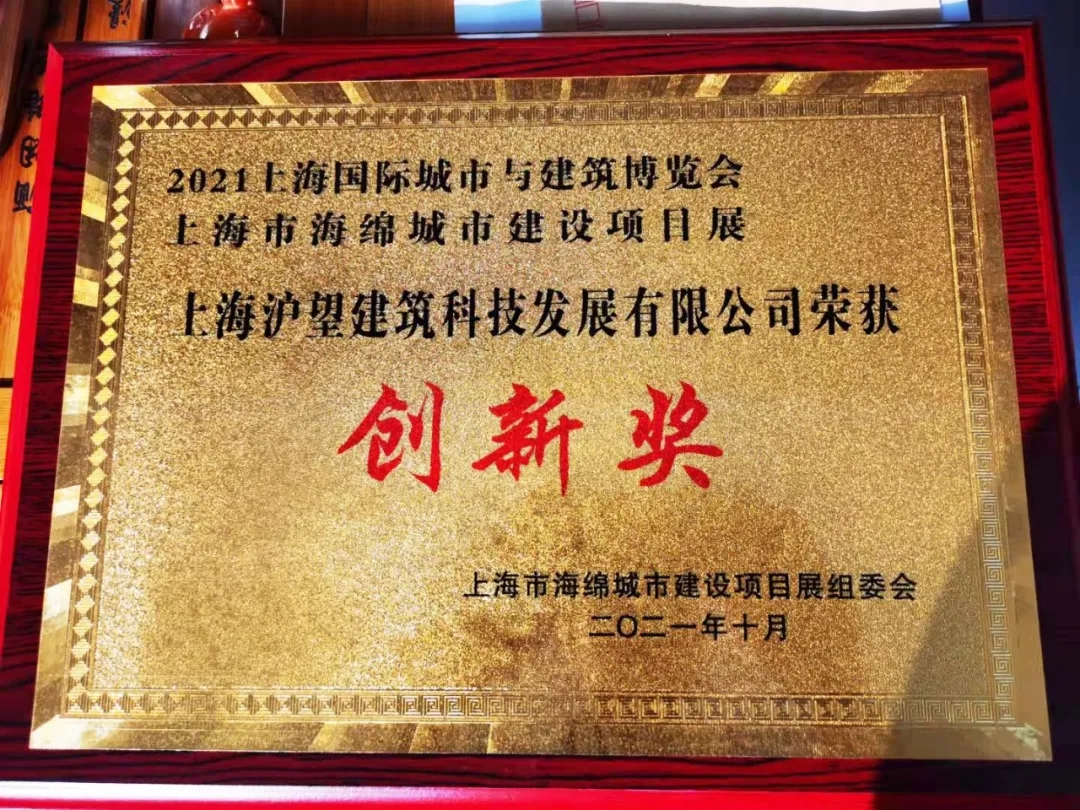 2021上海国际城市与建筑博览会
上海市海绵城市建设项目展
上海沪望建筑科技发展有限公司荣获
创新奖
上海市海绵城市建设项目展组委会
二〇二一年十月